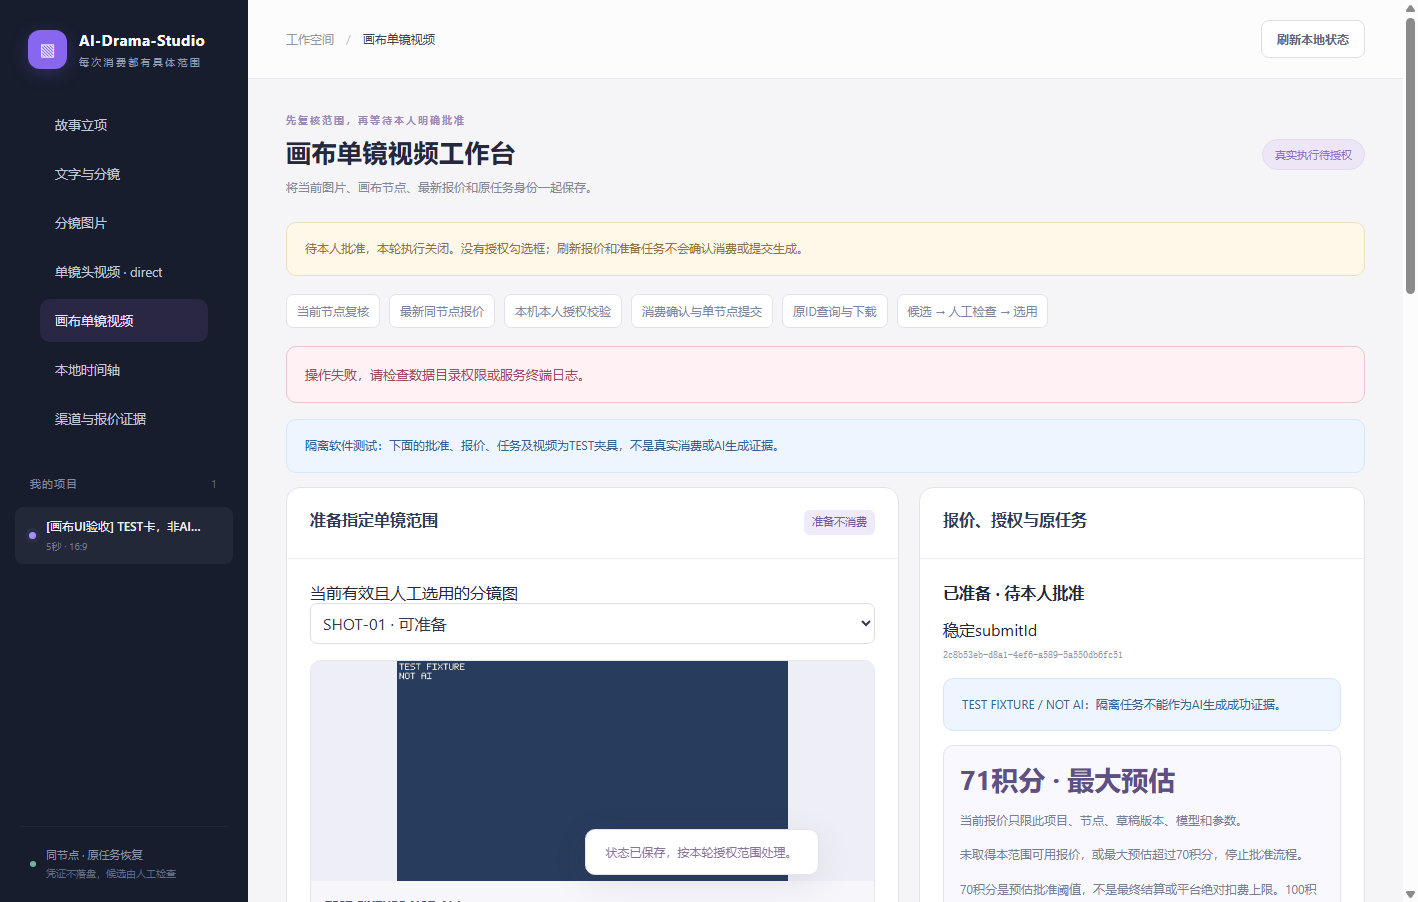 AI-Drama-Studio
每次消费都有具体范围
故事立项
文字与分镜
分镜图片
单镜头视频 · direct
画布单镜视频
本地时间轴
渠道与报价证据
我的项目 1
[画布UI验收] TEST卡，非AI...
5秒 · 16:9
同节点 · 原任务恢复
凭证不落盘，候选由人工检查
工作空间 / 画布单镜视频
刷新本地状态
先复核范围，再等待本人明确批准
画布单镜视频工作台
真实执行待授权
将当前图片、画布节点、最新报价和原任务身份一起保存。
待本人批准，本轮执行关闭。没有授权勾选框；刷新报价和准备任务不会确认消费或提交生成。
当前节点复核
最新同节点报价
本机本人授权校验
消费确认与单节点提交
原ID查询与下载
候选 → 人工检查 → 选用
操作失败，请检查数据目录权限或服务终端日志。
隔离软件测试：下面的批准、报价、任务及视频为TEST夹具，不是真实消费或AI生成证据。
准备指定单镜范围
准备不消费
当前有效且人工选用的分镜图
SHOT-01 · 可准备
TEST FIXTURE
NOT AI
状态已保存，按本轮授权范围处理。
报价、授权与原任务
已准备 · 待本人批准
稳定submitId
2c8b53eb-d8a1-4ef6-a589-5a550db6fc51
TEST FIXTURE / NOT AI：隔离任务不能作为AI生成成功证据。
71积分 · 最大预估
当前报价只限此项目、节点、草稿版本、模型和参数。
未取得本范围可用报价，或最大预估超过70积分，停止批准流程。
70积分是预估批准阈值，不是最终结算或平台绝对扣费上限。100积